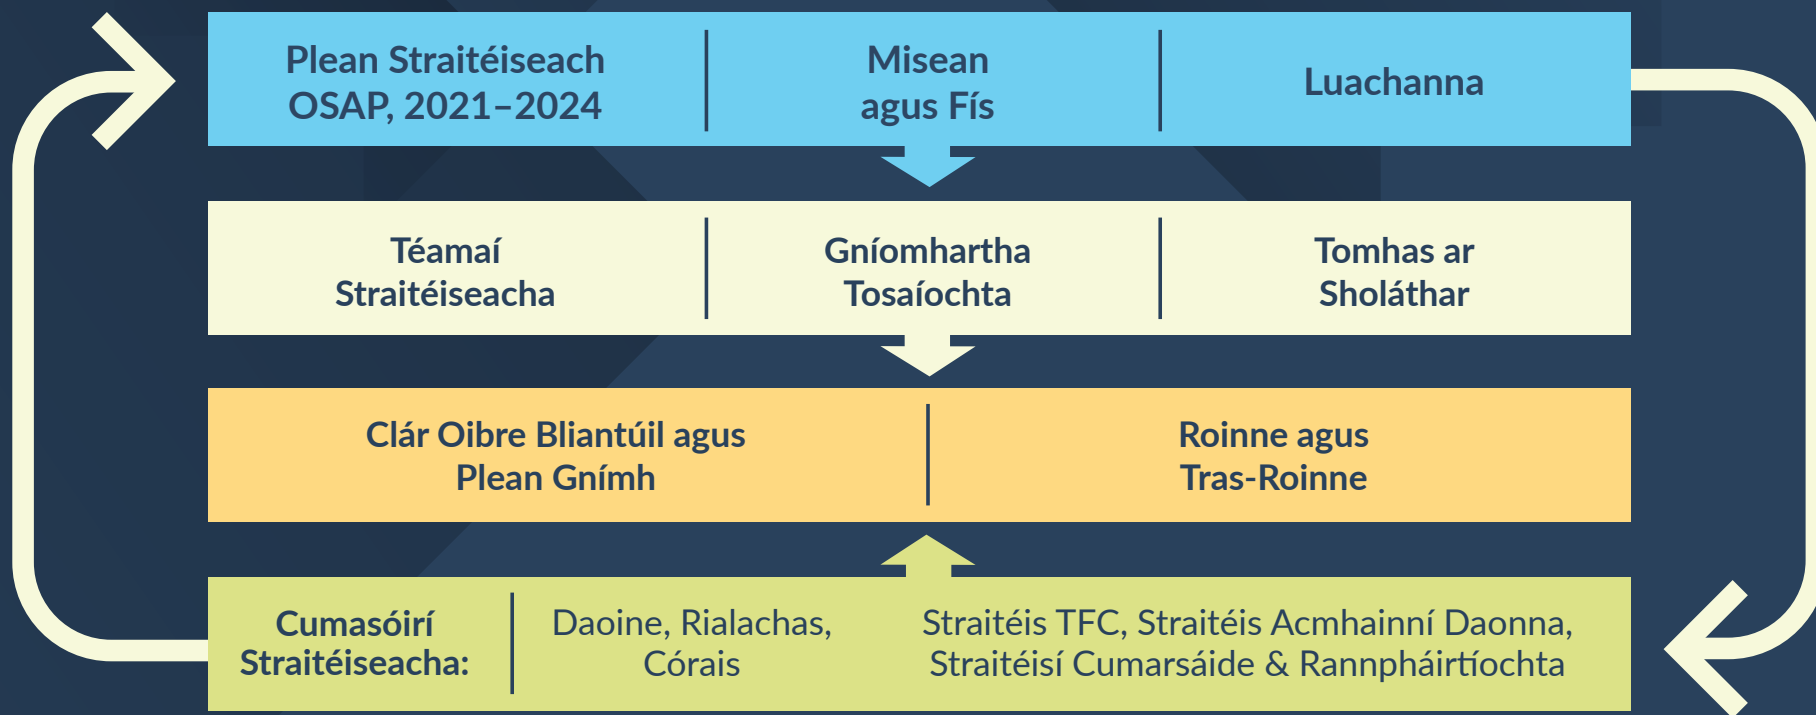 Plean Straitéiseach
OSAP, 2021–2024
Misean
agus Fís
Luachanna
Téamaí
Straitéiseacha
Gníomhartha
Tosaíochta
Tomhas ar
Sholáthar
Clár Oibre Bliantúil agus
Plean Gnímh
Roinne agus
Tras-Roinne
Cumasóirí
Straitéiseacha:
Daoine, Rialachas,
Córais
Straitéis TFC, Straitéis Acmhainní Daonna,
Straitéisí Cumarsáide & Rannpháirtíochta